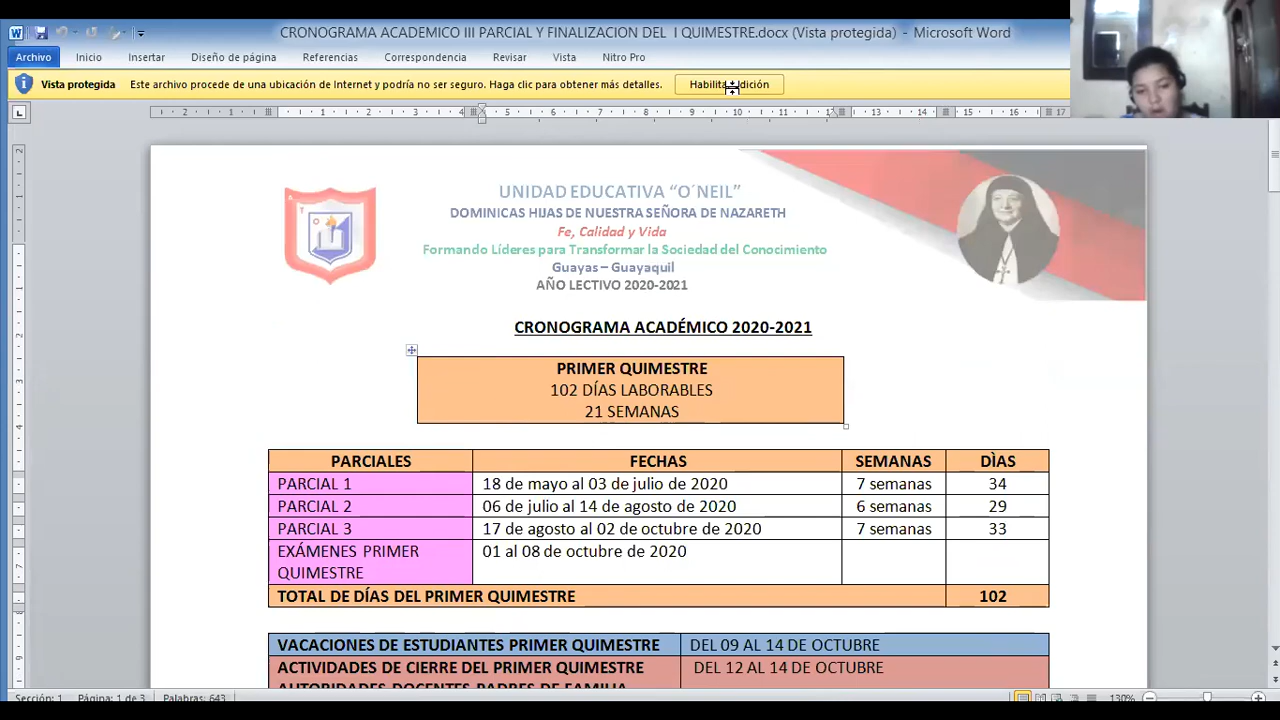 CRONOGRAMA ACADEMICO III PARCIAL Y FINALIZACION DEL I QUIMESTRE.docx (Vista protegida) - Microsoft Word
Archivo Inicio Insertar Diseño de página Referencias Correspondencia Revisar Vista Nitro Pro
Vista protegida Este archivo procede de una ubicación de Internet y podría no ser seguro. Haga clic para obtener más detalles.
UNIDAD EDUCATIVA “O´NEIL”
DOMINICAS HIJAS DE NUESTRA SEÑORA DE NAZARETH
Fe, Calidad y Vida
Formando Líderes para Transformar la Sociedad del Conocimiento
Guayas – Guayaquil
AÑO LECTIVO 2020-2021
CRONOGRAMA ACADÉMICO 2020-2021
PRIMER QUIMESTRE
102 DÍAS LABORABLES
21 SEMANAS
PARCIALES FECHAS SEMANAS DÌAS
PARCIAL 1 18 de mayo al 03 de julio de 2020 7 semanas 34
PARCIAL 2 06 de julio al 14 de agosto de 2020 6 semanas 29
PARCIAL 3 17 de agosto al 02 de octubre de 2020 7 semanas 33
EXÁMENES PRIMER QUIMESTRE 01 al 08 de octubre de 2020
TOTAL DE DÍAS DEL PRIMER QUIMESTRE 102
VACACIONES DE ESTUDIANTES PRIMER QUIMESTRE DEL 09 AL 14 DE OCTUBRE
ACTIVIDADES DE CIERRE DEL PRIMER QUIMESTRE DEL 12 AL 14 DE OCTUBRE
AUTORIDADES DOCENTES PADRES DE FAMILIA
Sección: 1 Página: 1 de 3 Palabras: 643 130%